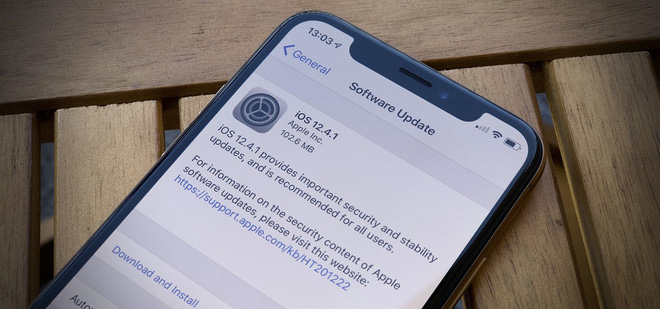 13:03
General
Software Update
iOS 12.4.1
Apple Inc.
102.6 MB
iOS 12.4.1 provides important security and stability
updates, and is recommended for all users.
For information on the security content of Apple
software updates, please visit this website:
https://support.apple.com/kb/HT201222
Download and Install